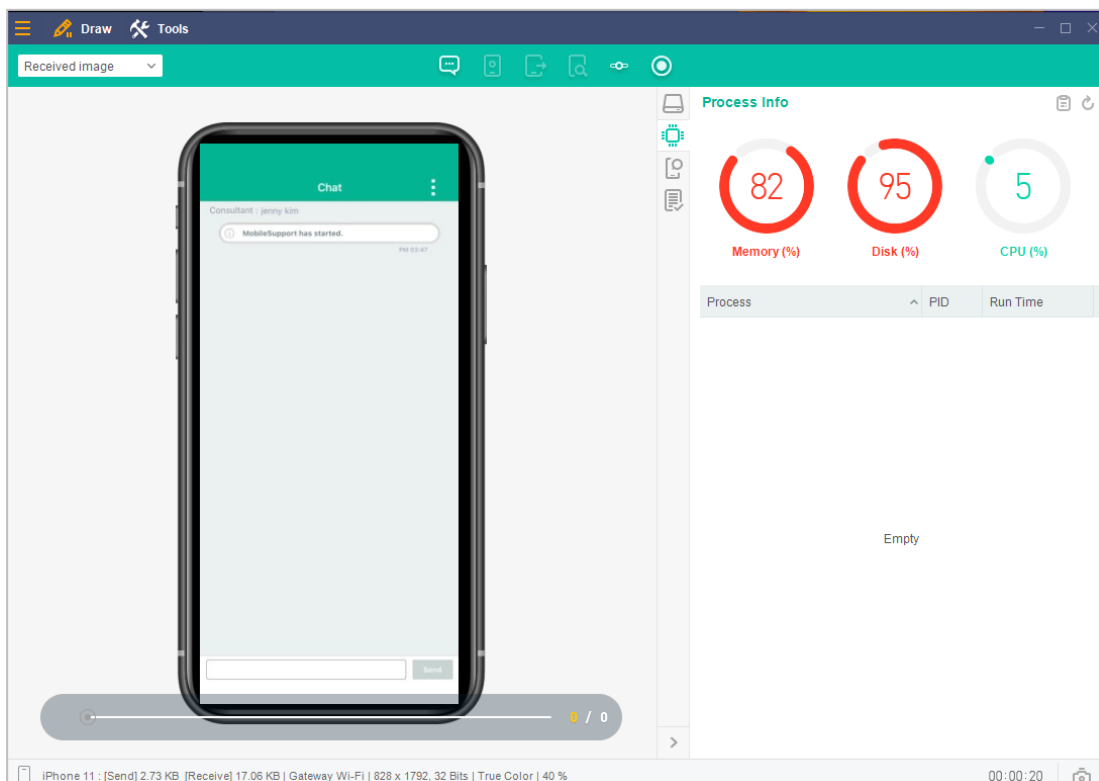 Draw Tools
Received image
Process Info
82 95 5
Memory (%) Disk (%) CPU (%)
Process PID Run Time
Empty
Chat
Consultant : jenny kim
MobileSupport has started.
PM 03:47
Send
0 / 0
iPhone 11 : [Send] 2.73 KB [Receive] 17.06 KB | Gateway Wi-Fi | 828 x 1792, 32 Bits | True Color | 40 %
00:00:20